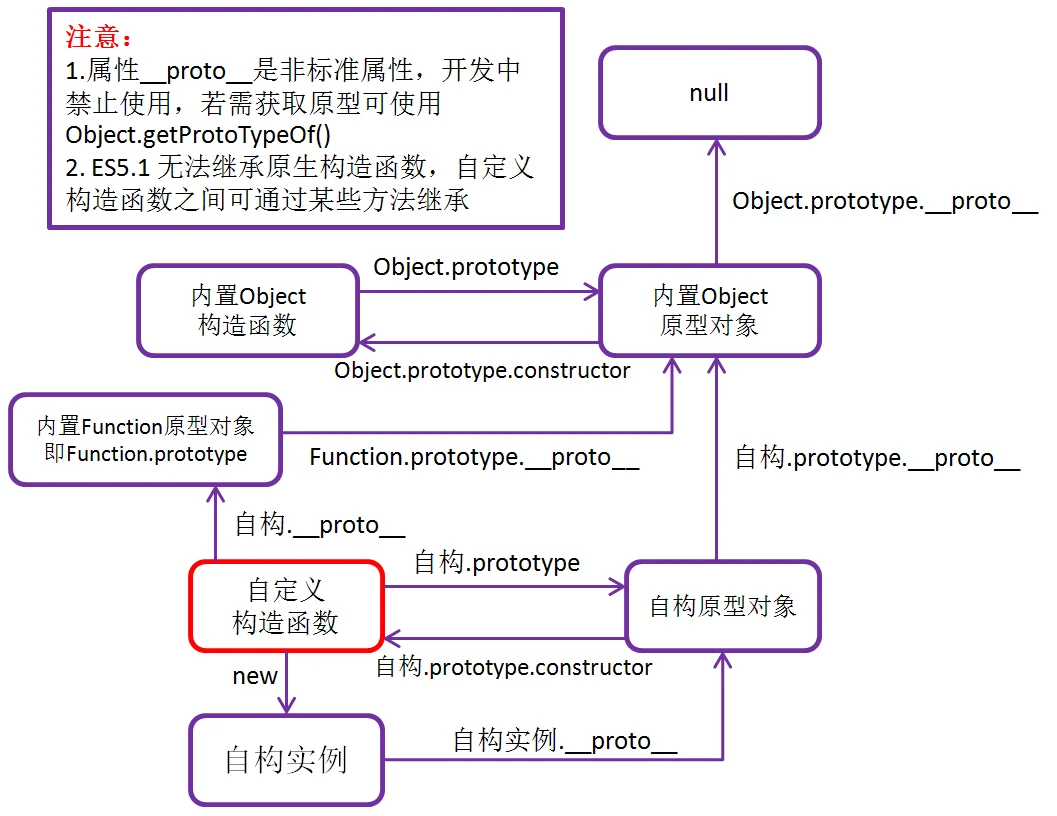 注意：
1.属性__proto__是非标准属性，开发中
禁止使用，若需获取原型可使用
Object.getProtoTypeOf()
2. ES5.1 无法继承原生构造函数，自定义
构造函数之间可通过某些方法继承
null
Object.prototype.__proto__
Object.prototype
内置Object
构造函数
内置Object
原型对象
Object.prototype.constructor
内置Function原型对象
即Function.prototype
Function.prototype.__proto__
自构.prototype.__proto__
自构.__proto__
自构.prototype
自定义
构造函数
自构原型对象
自构.prototype.constructor
new
自构实例.__proto__
自构实例